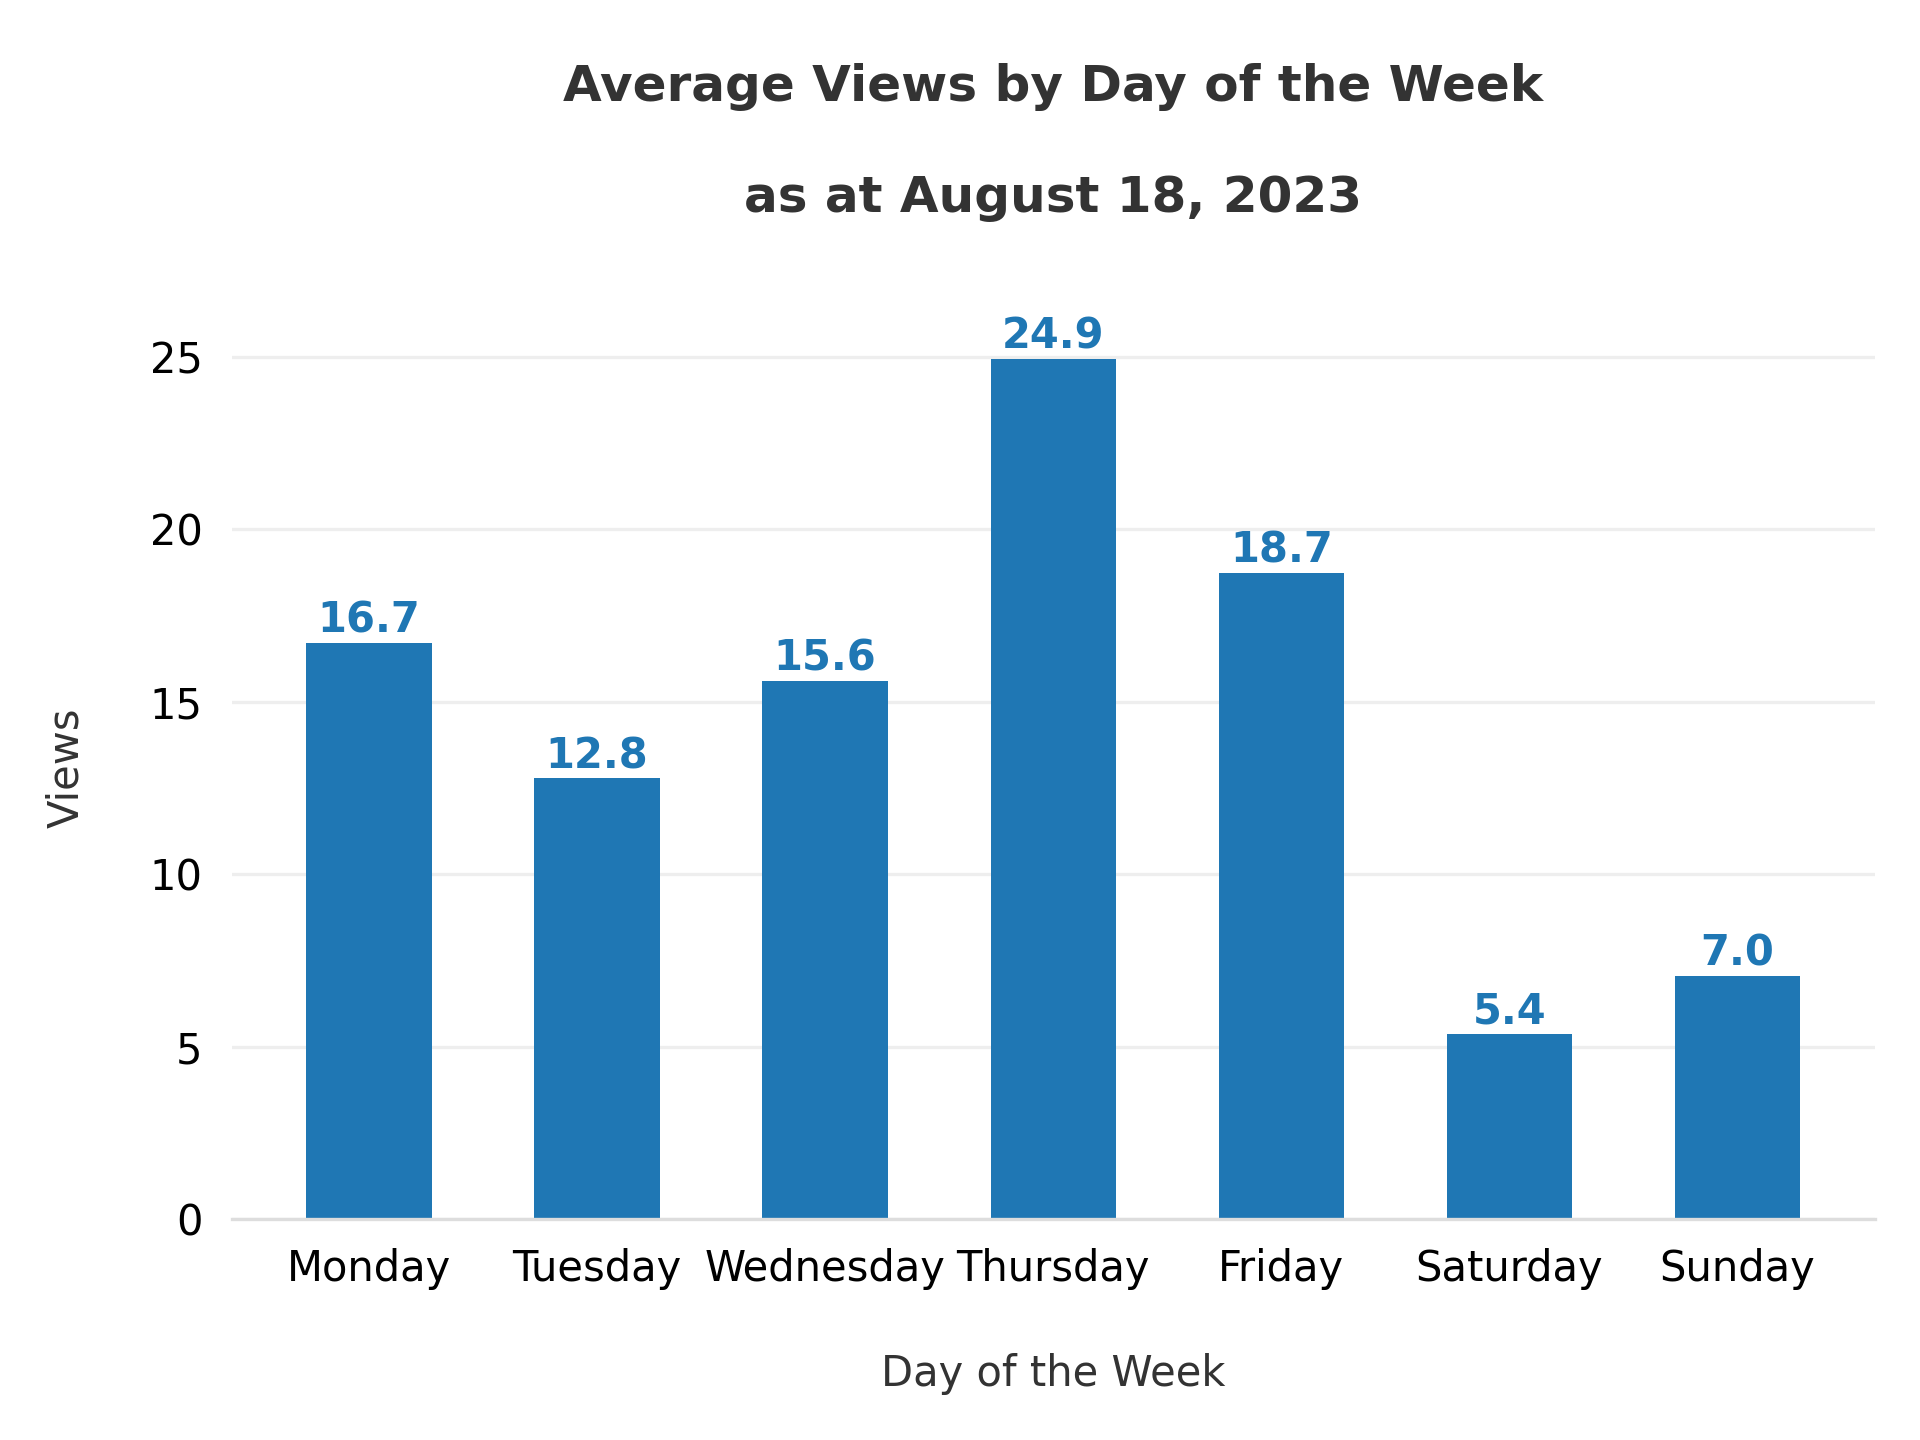 Average Views by Day of the Week
as at August 18, 2023
24.9
25
20
18.7
16.7
15.6
15
12.8
10
7.0
5.4
5
0
Views
Monday Tuesday Wednesday Thursday Friday Saturday Sunday
Day of the Week